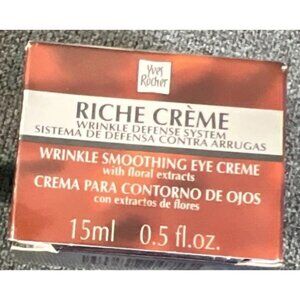 Yves
Rocher
RICHE CRÈME
WRINKLE DEFENSE SYSTEM
SISTEMA DE DEFENSA CONTRA ARRUGAS
WRINKLE SMOOTHING EYE CREME
with floral extracts
CREMA PARA CONTORNO DE OJOS
con extractos de flores
15ml 0.5 fl.oz.